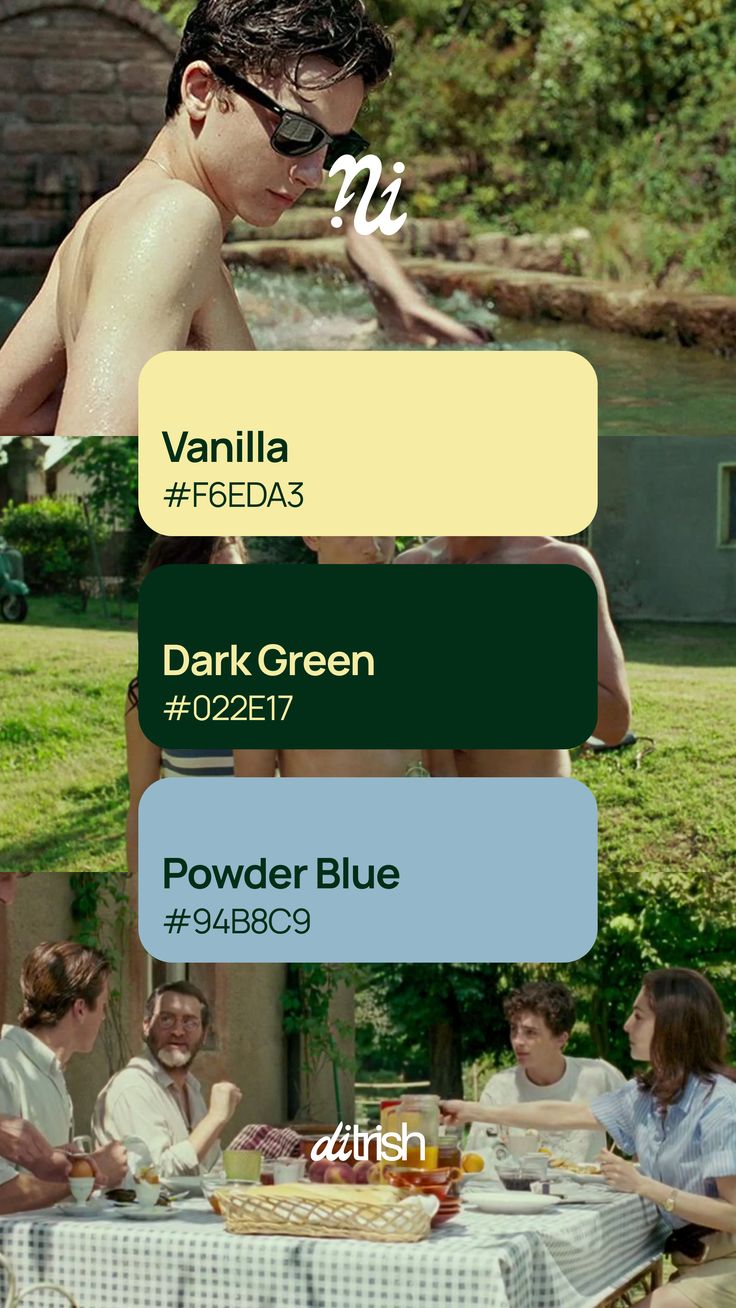 Vanilla
#F6EDA3
Dark Green
#022E17
Powder Blue
#94B8C9
ditrish